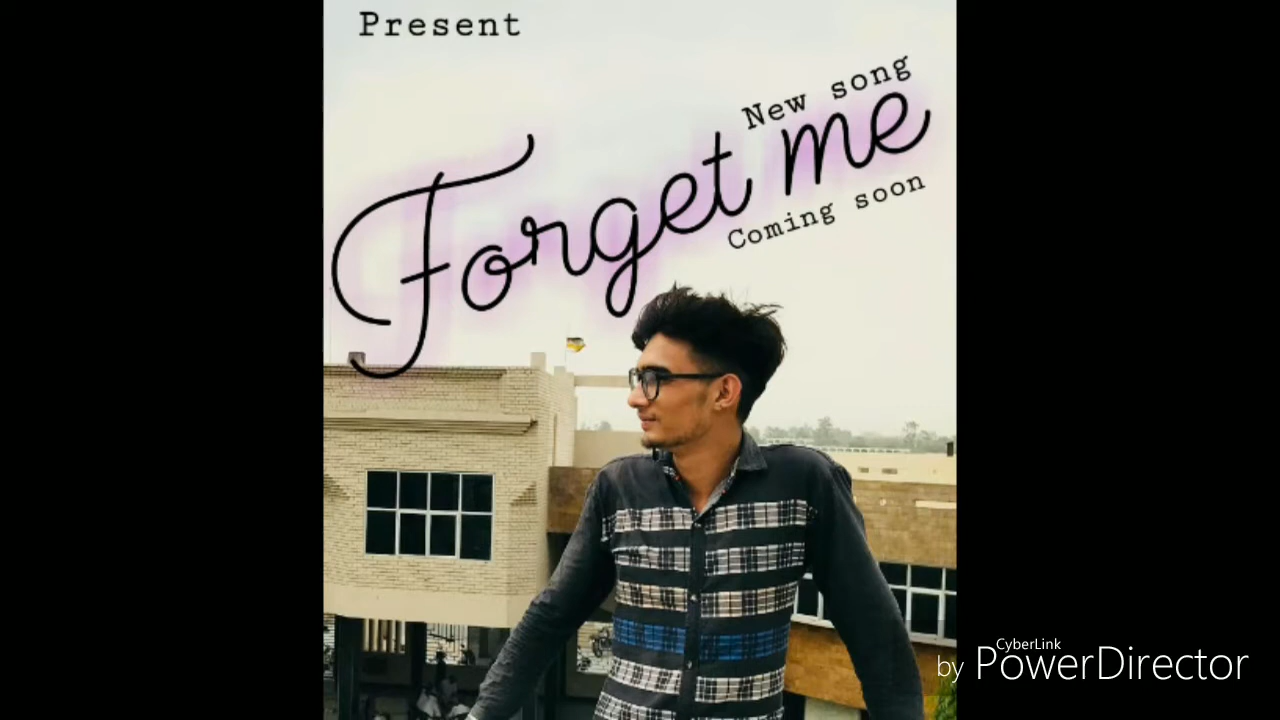 Present
New song
Forget me
Coming soon
CyberLink
by PowerDirector